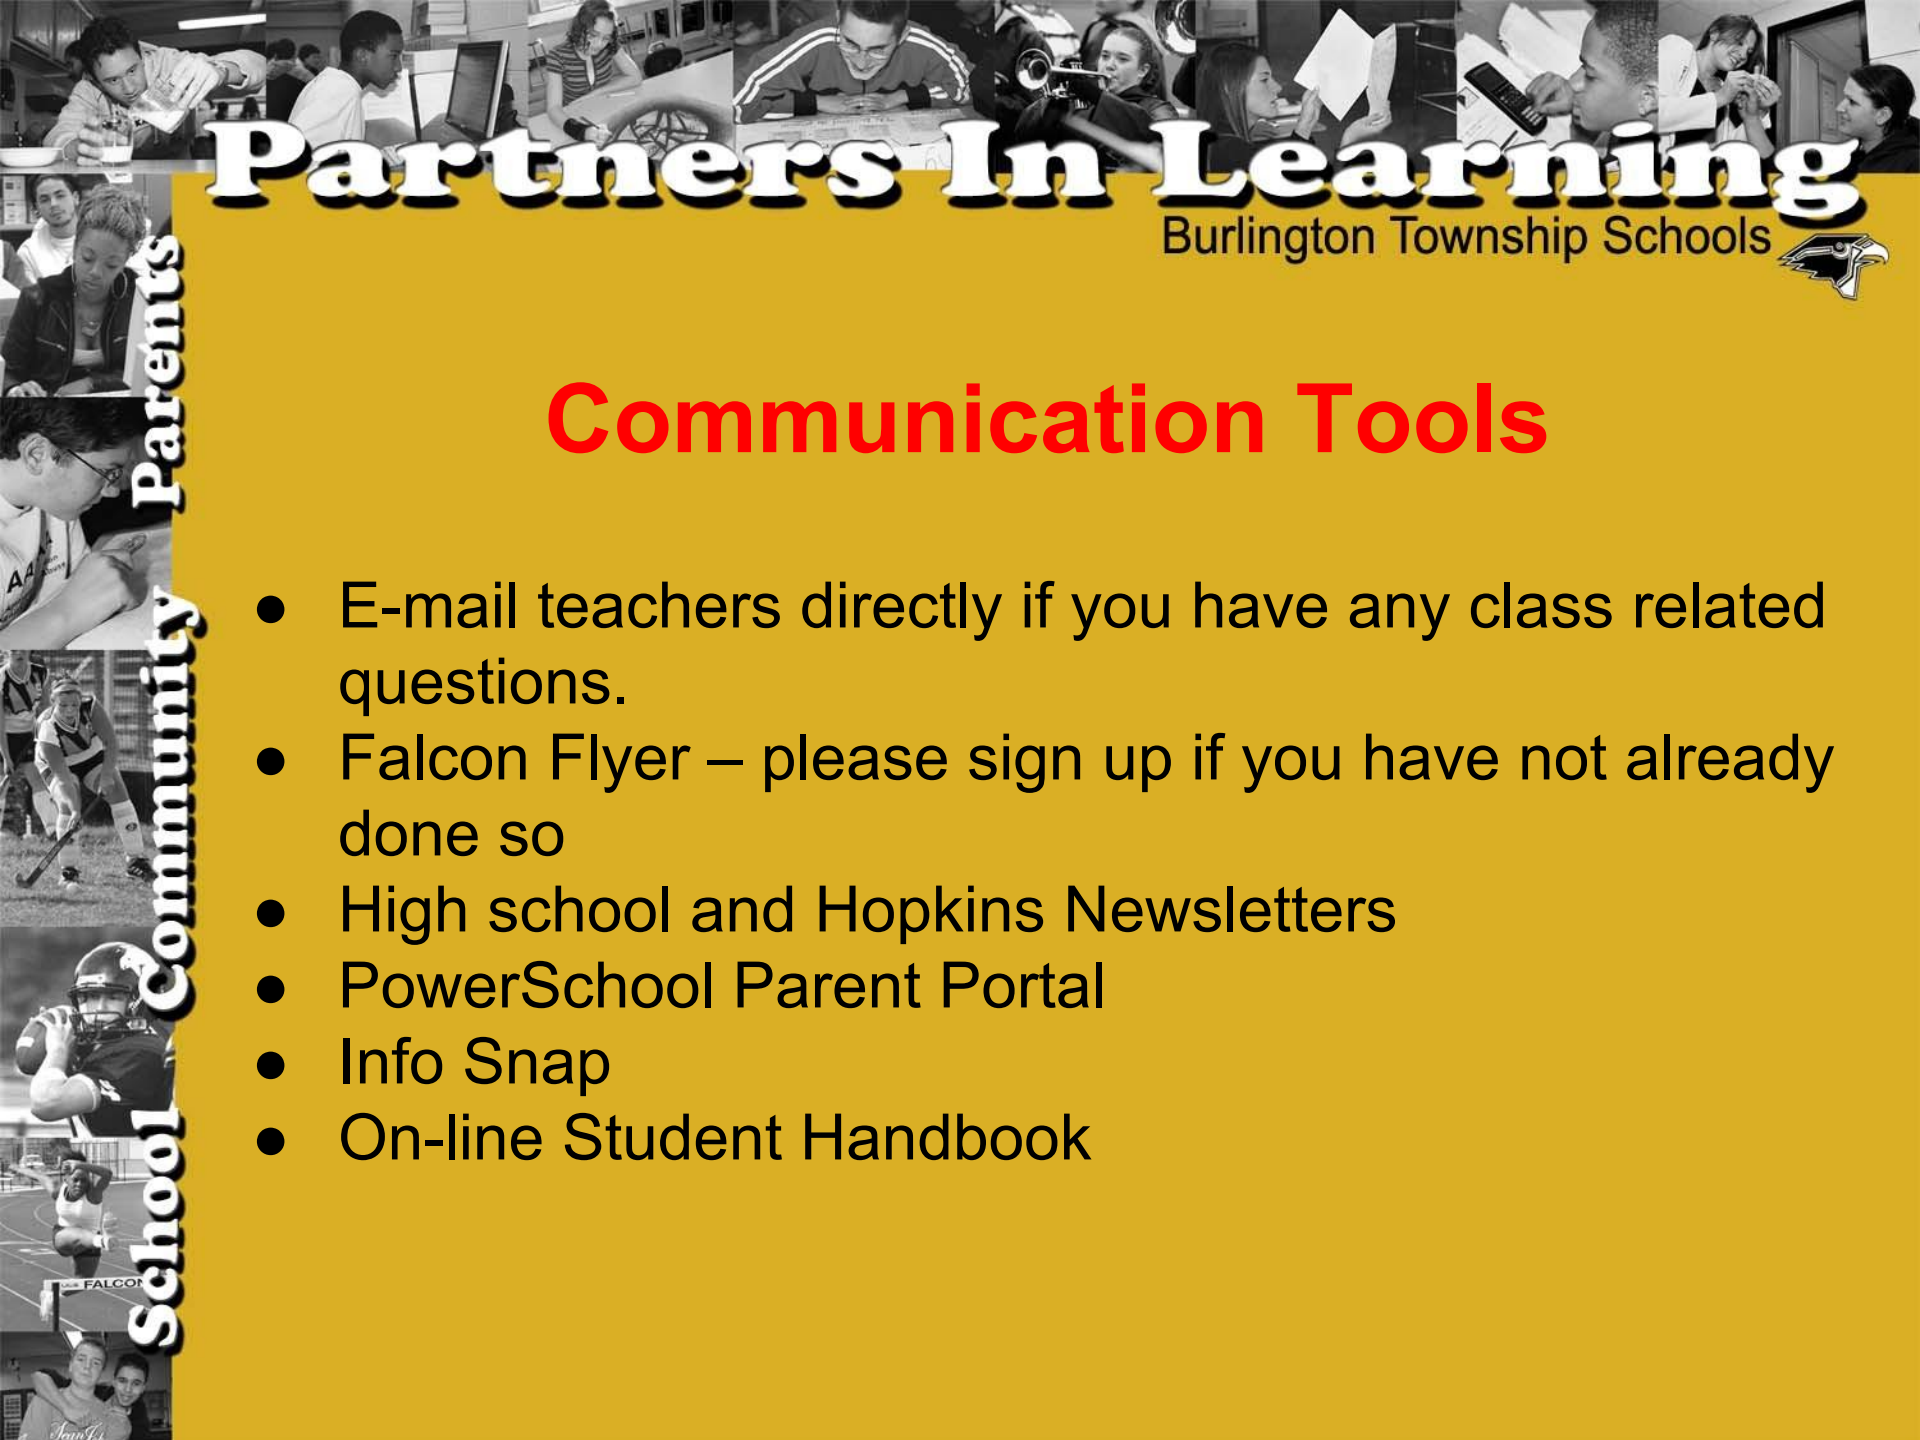 Partners In Learning
Burlington Township Schools
Parents
Community
School
Communication Tools
● E-mail teachers directly if you have any class related
questions.
● Falcon Flyer – please sign up if you have not already
done so
● High school and Hopkins Newsletters
● PowerSchool Parent Portal
● Info Snap
● On-line Student Handbook
FALCON